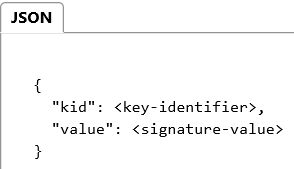 JSON
{
"kid": <key-identifier>,
"value": <signature-value>
}